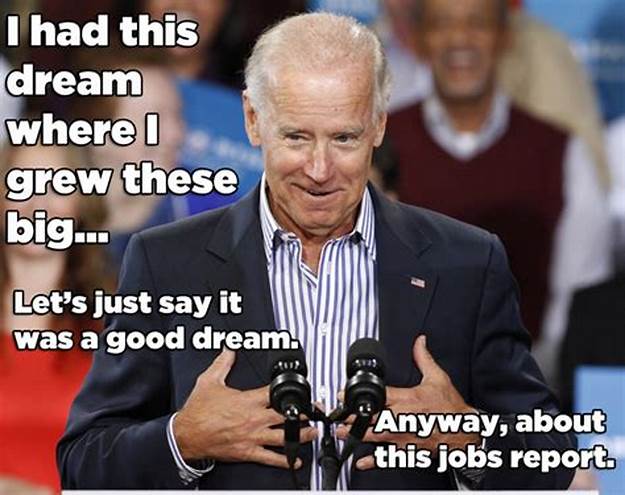 I had this
dream
where I
grew these
big...
Let's just say it
was a good dream.
Anyway, about
this jobs report.